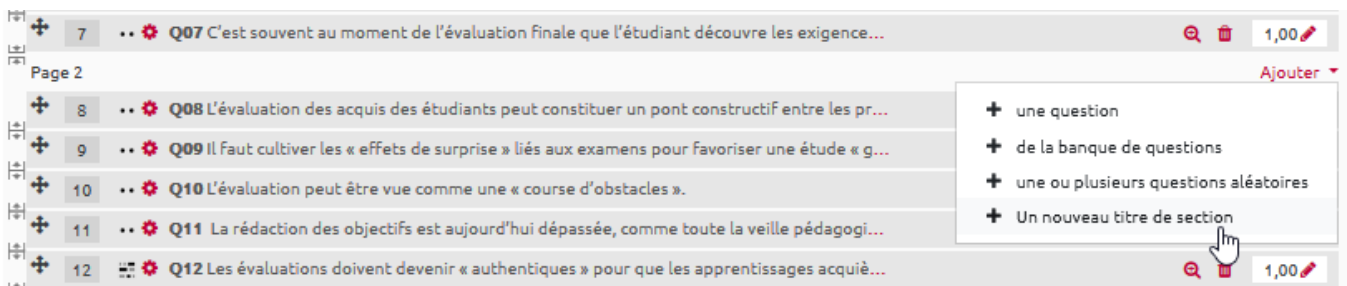 7 •• Q07 C'est souvent au moment de l'évaluation finale que l'étudiant découvre les exigence... 1,00
Page 2 Ajouter
8 •• Q08 L'évaluation des acquis des étudiants peut constituer un pont constructif entre les pr...
9 •• Q09 Il faut cultiver les « effets de surprise » liés aux examens pour favoriser une étude « g...
10 •• Q10 L'évaluation peut être vue comme une « course d'obstacles ».
11 •• Q11 La rédaction des objectifs est aujourd'hui dépassée, comme toute la veille pédagogi...
12 Q12 Les évaluations doivent devenir « authentiques » pour que les apprentissages acquiè... 1,00
une question
de la banque de questions
une ou plusieurs questions aléatoires
Un nouveau titre de section